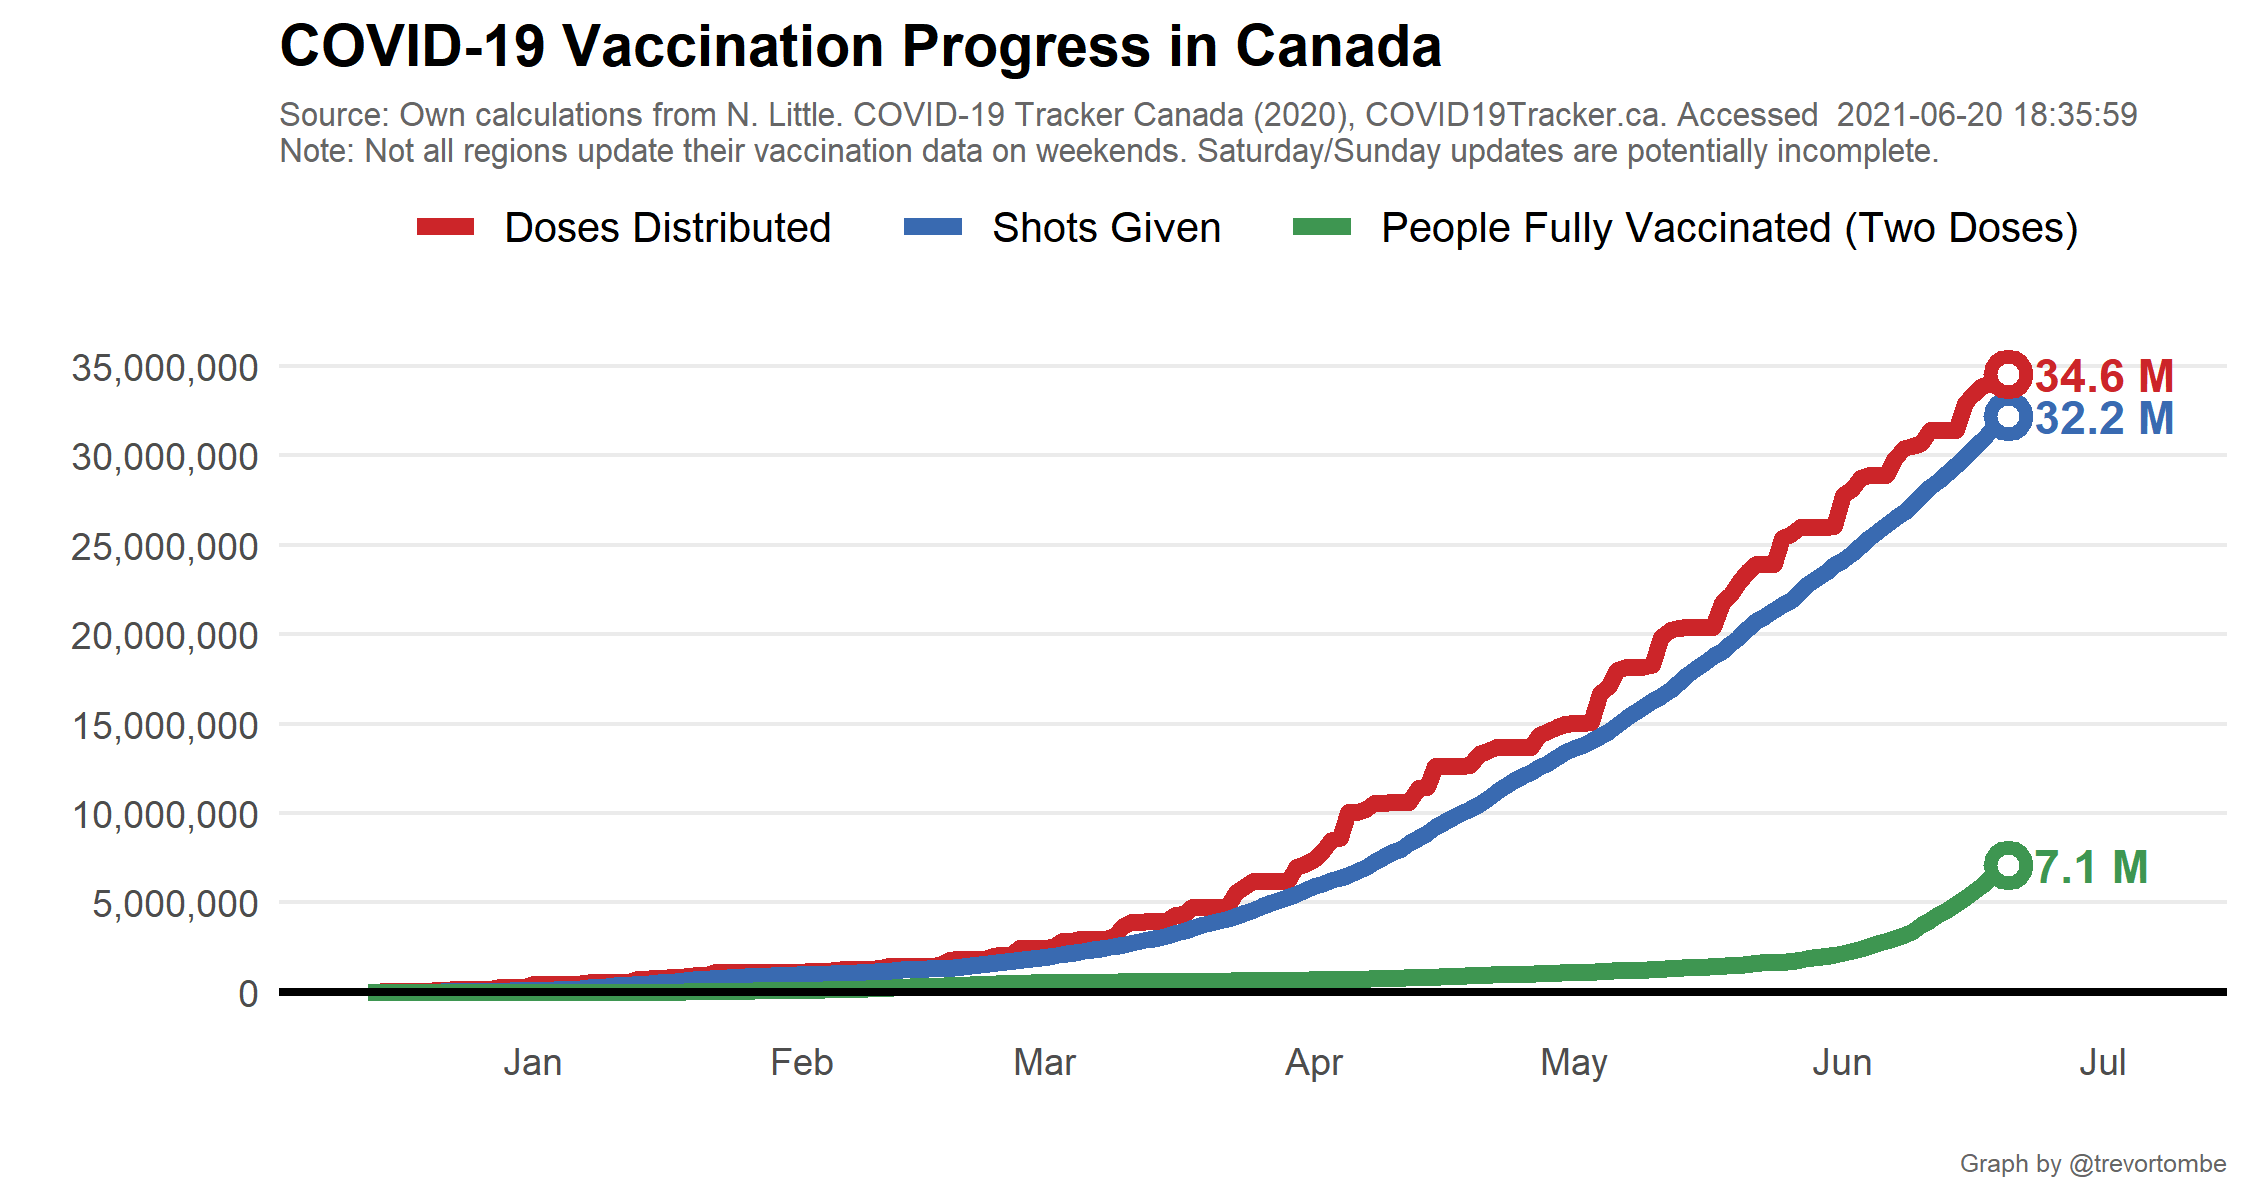 COVID-19 Vaccination Progress in Canada
Source: Own calculations from N. Little. COVID-19 Tracker Canada (2020), COVID19Tracker.ca. Accessed  2021-06-20 18:35:59
Note: Not all regions update their vaccination data on weekends. Saturday/Sunday updates are potentially incomplete.
Doses Distributed
Shots Given
People Fully Vaccinated (Two Doses)
35,000,000
30,000,000
25,000,000
20,000,000
15,000,000
10,000,000
5,000,000
0
34.6 M
32.2 M
7.1 M
Jan
Feb
Mar
Apr
May
Jun
Jul
Graph by @trevortombe